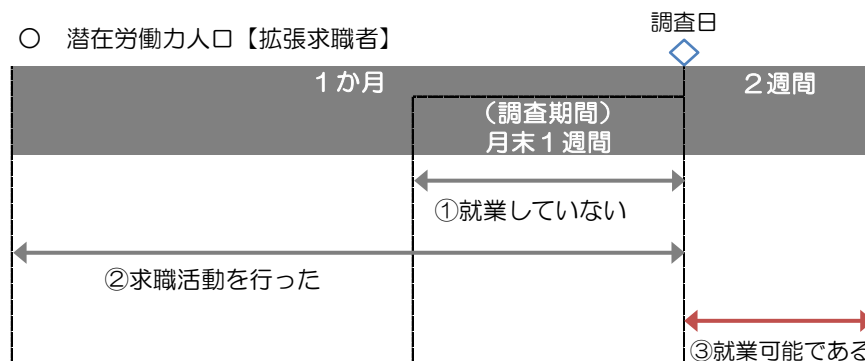 調査日
○ 潜在労働力人口【拡張求職者】
1か月
2週間
（調査期間）
月末1週間
①就業していない
②求職活動を行った
③就業可能である